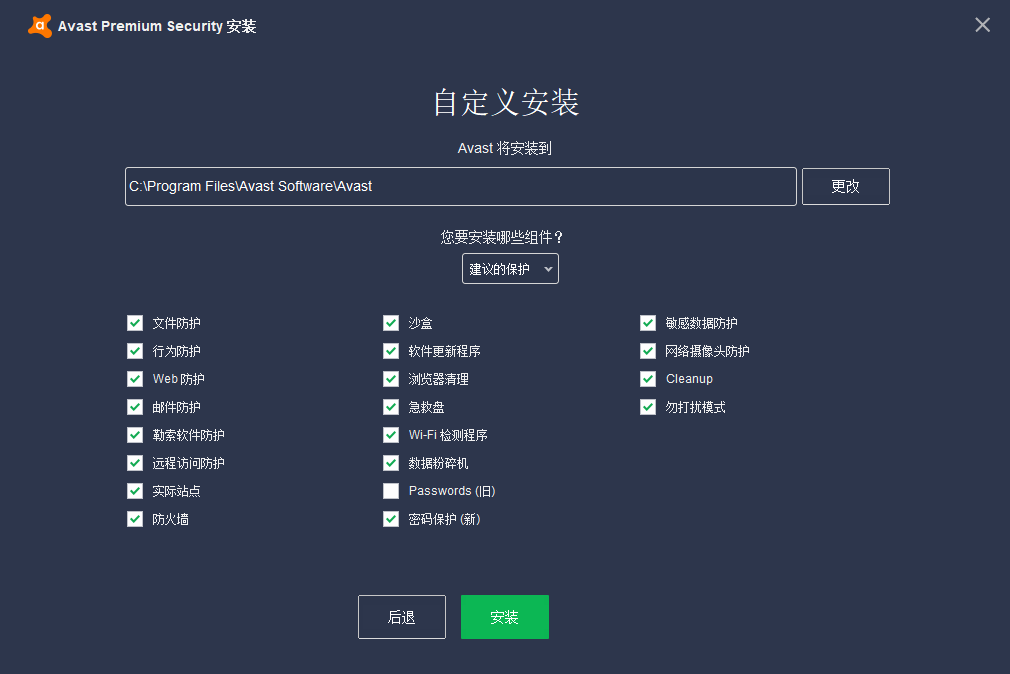 Avast Premium Security 安装
自定义安装
Avast 将安装到
C:\Program Files\Avast Software\Avast
更改
您要安装哪些组件？
建议的保护
文件防护
行为防护
Web 防护
邮件防护
勒索软件防护
远程访问防护
实际站点
防火墙
沙盒
软件更新程序
浏览器清理
急救盘
Wi-Fi 检测程序
数据粉碎机
Passwords (旧)
密码保护 (新)
敏感数据防护
网络摄像头防护
Cleanup
勿打扰模式
后退
安装